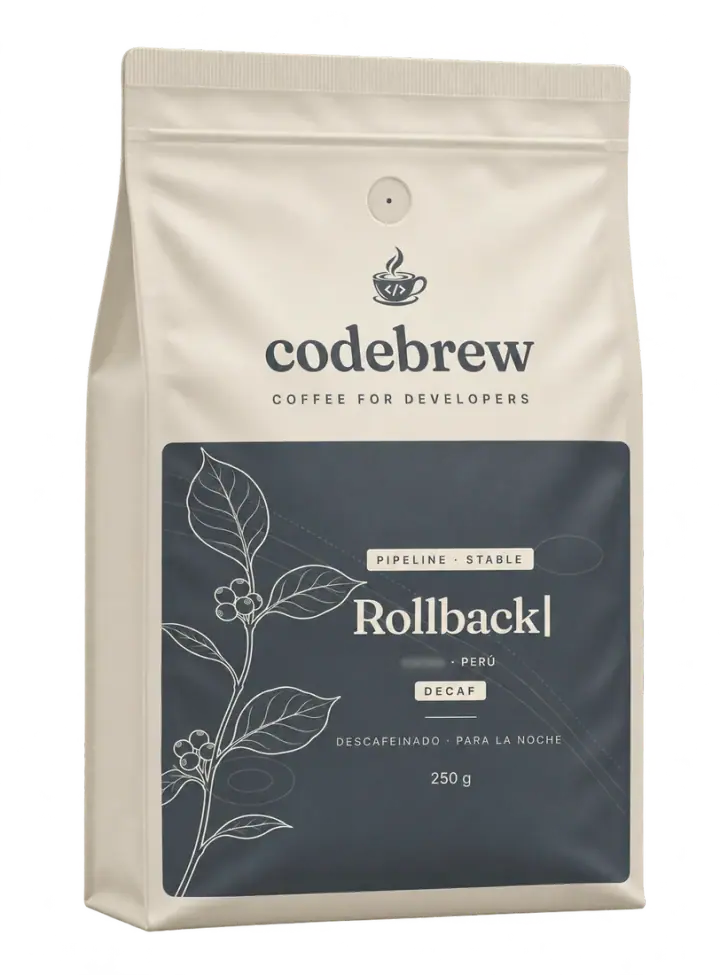 </>
codebrew
COFFEE FOR DEVELOPERS
PIPELINE · STABLE
Rollback|
· PERÚ
DECAF
DESCAFEINADO · PARA LA NOCHE
250 g